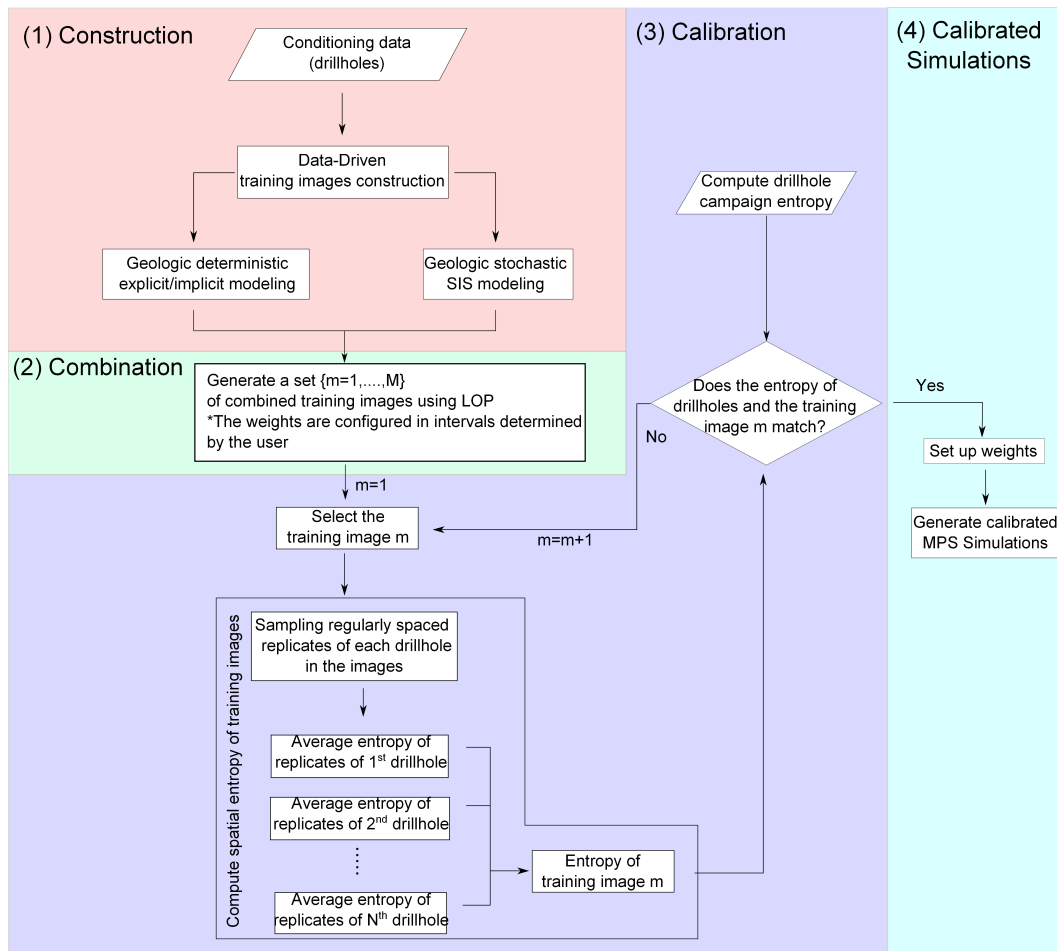 (1) Construction
Conditioning data
(drillholes)
Data-Driven
training images construction
Geologic deterministic
explicit/implicit modeling
Geologic stochastic
SIS modeling
(2) Combination
Generate a set {m=1,....,M}
of combined training images using LOP
*The weights are configured in intervals determined
by the user
m=1
(3) Calibration
Compute drillhole
campaign entropy
Does the entropy of
drillholes and the training
image m match?
No
Yes
m=m+1
Select the
training image m
Compute spatial entropy of training images
Sampling regularly spaced
replicates of each drillhole
in the images
Average entropy of
replicates of 1st drillhole
Average entropy of
replicates of 2nd drillhole
......
Average entropy of
replicates of Nth drillhole
Entropy of
training image m
(4) Calibrated
Simulations
Set up weights
Generate calibrated
MPS Simulations